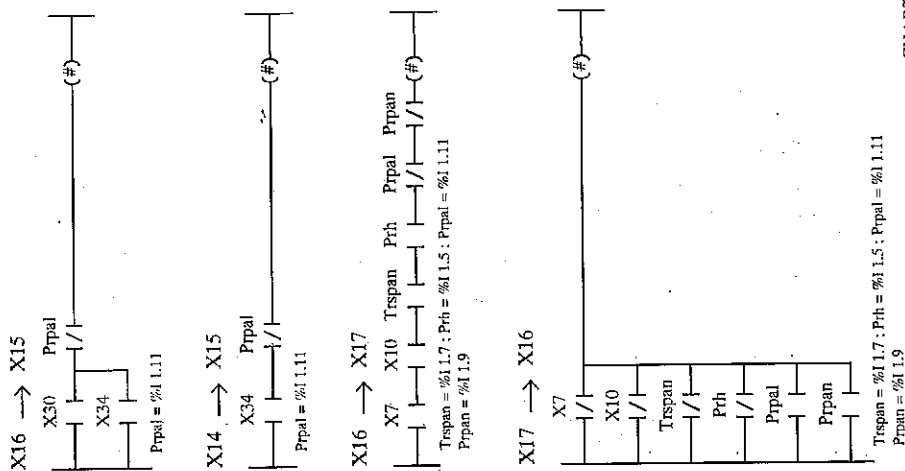 X16 → X15
X30 Prpal
(#)
X34
Prpal = %I 1.11
X14 → X15
X34 Prpal
(#)
Prpal = %I 1.11
X16 → X17
X7 X10 Trspan Prh Prpal Prpan
(#)
Trspan = %I 1.7 ; Prh = %I 1.5 ; Prpal = %I 1.11
Prpan = %I 1.9
X17 → X16
X7
(#)
X10
Trspan
Prh
Prpal
Prpan
Trspan = %I 1.7 ; Prh = %I 1.5 ; Prpal = %I 1.11
Prpan = %I 1.9